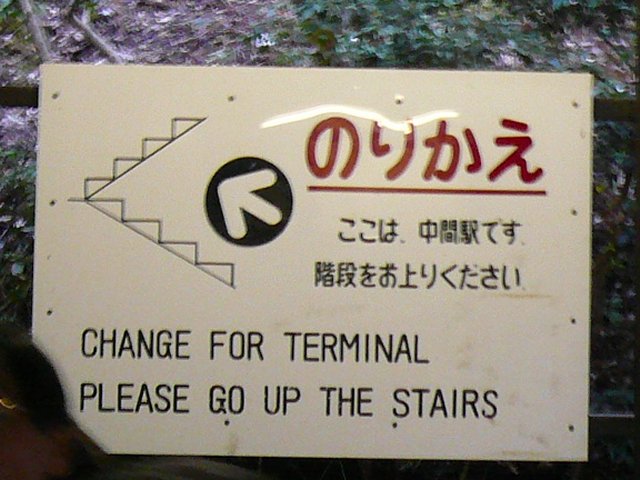 のりかえ
ここは、中間駅です。
階段をお上りください。
CHANGE FOR TERMINAL
PLEASE GO UP THE STAIRS